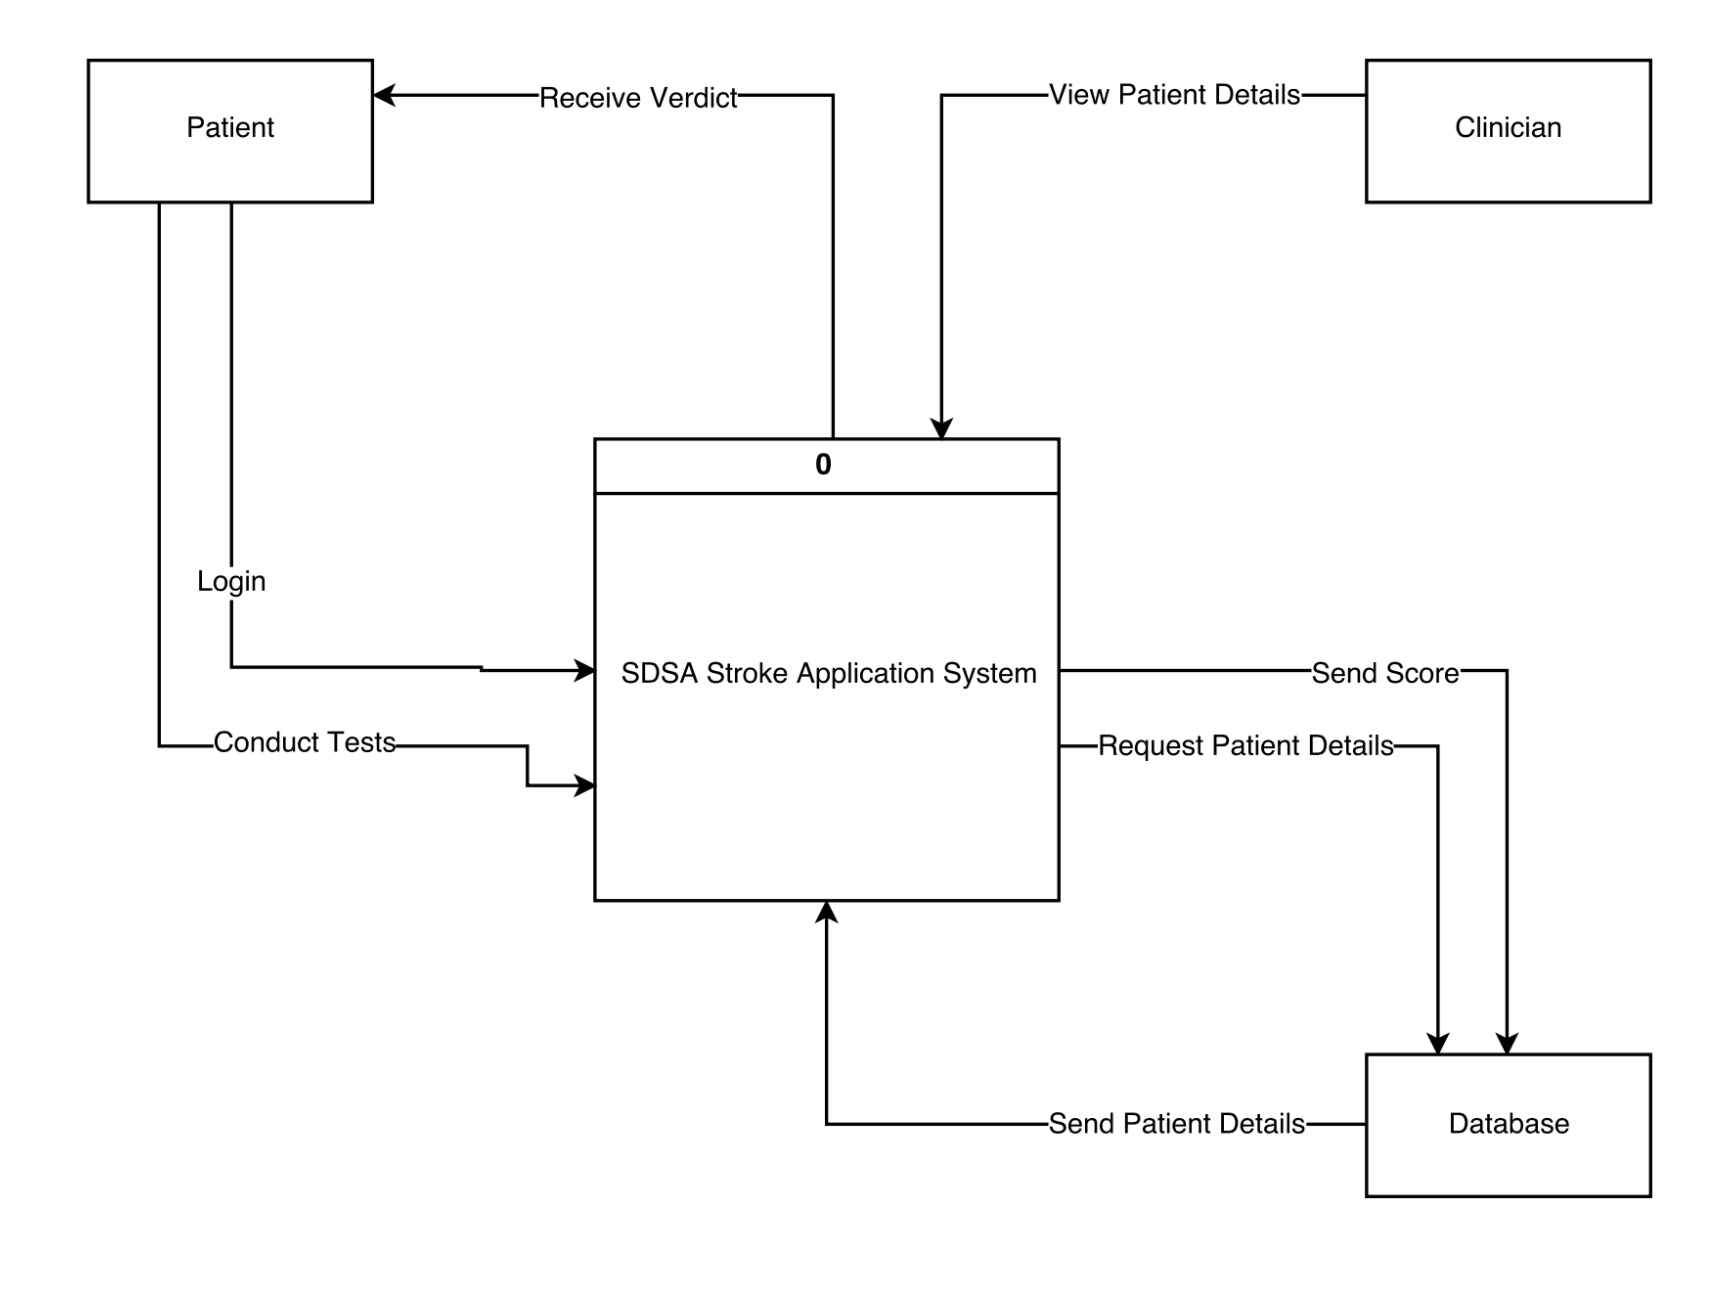 Patient
Receive Verdict
View Patient Details
Clinician
0
Login
SDSA Stroke Application System
Send Score
Conduct Tests
Request Patient Details
Send Patient Details
Database